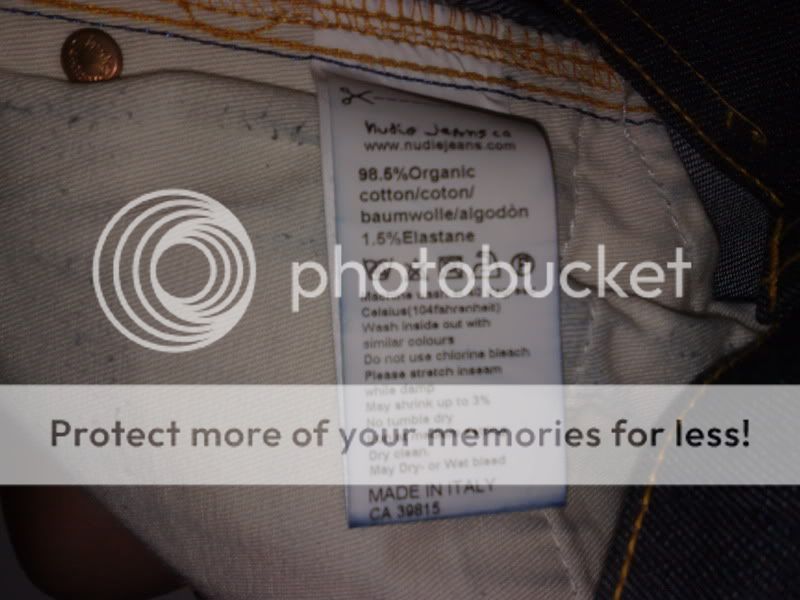 nudie jeans co
www.nudiejeans.com
98.5%Organic
cotton/coton/
baumwolle/algodòn
1.5%Elastane
photobucket
Celsius(104fahrenheit)
Wash inside out with
similar colours
Do not use chlorine bleach
Please stretch inseam
while damp
Protect more of your memories for less!
May shrink up to 3%
No tumble dry
Dry clean.
May Dry- or Wet bleed
MADE IN ITALY
CA 39815